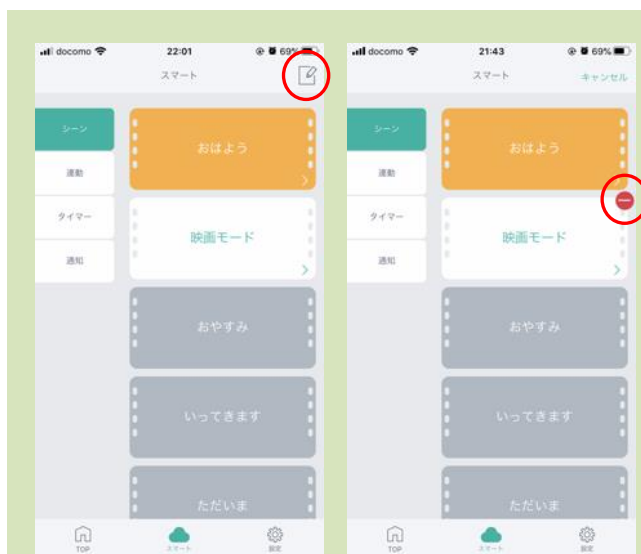 docomo 22:01 69%
スマート
シーン
連動
タイマー
通知
おはよう
映画モード
おやすみ
いってきます
ただいま
TOP
スマート
設定
docomo 21:43 69%
スマート キャンセル
シーン
連動
タイマー
通知
おはよう
映画モード
おやすみ
いってきます
ただいま
TOP
スマート
設定